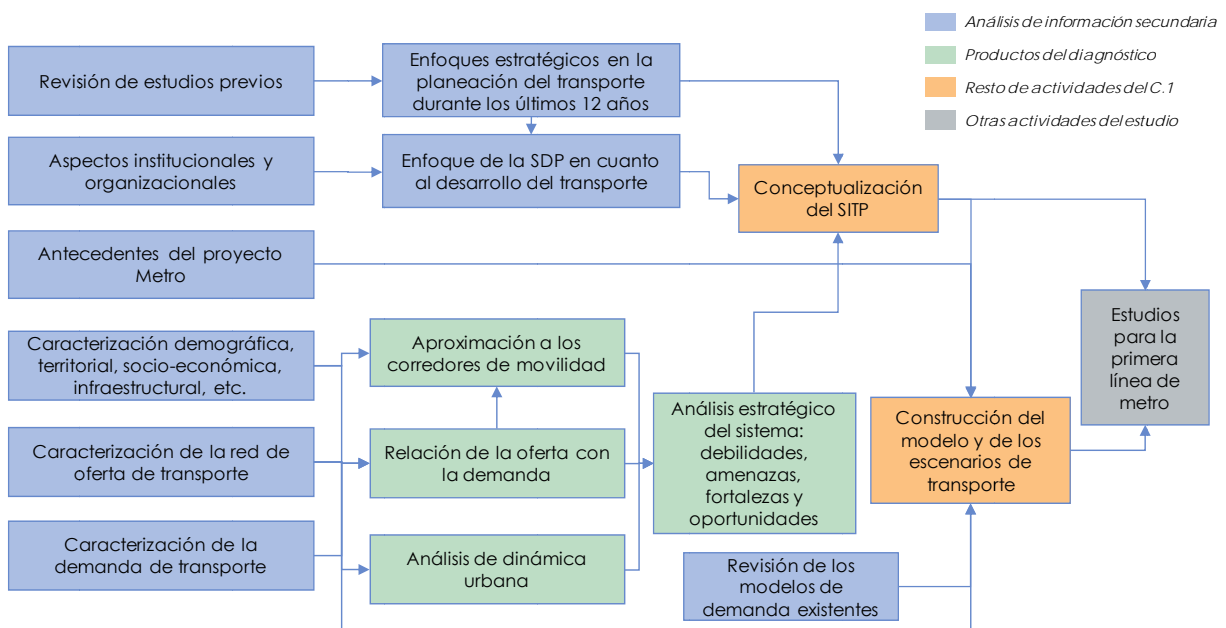 Análisis de información secundaria
Productos del diagnóstico
Resto de actividades del C.1
Otras actividades del estudio
Revisión de estudios previos
Enfoques estratégicos en la
planeación del transporte
durante los últimos 12 años
Aspectos institucionales y
organizacionales
Enfoque de la SDP en cuanto
al desarrollo del transporte
Conceptualización
del SITP
Antecedentes del proyecto
Metro
Caracterización demográfica,
territorial, socio-económica,
infraestructural, etc.
Aproximación a los
corredores de movilidad
Estudios
para la
primera
línea de
metro
Análisis estratégico
del sistema:
debilidades,
amenazas,
fortalezas y
oportunidades
Construcción del
modelo y de los
escenarios de
transporte
Caracterización de la red de
oferta de transporte
Relación de la oferta con
la demanda
Caracterización de la
demanda de transporte
Análisis de dinámica
urbana
Revisión de los
modelos de
demanda existentes